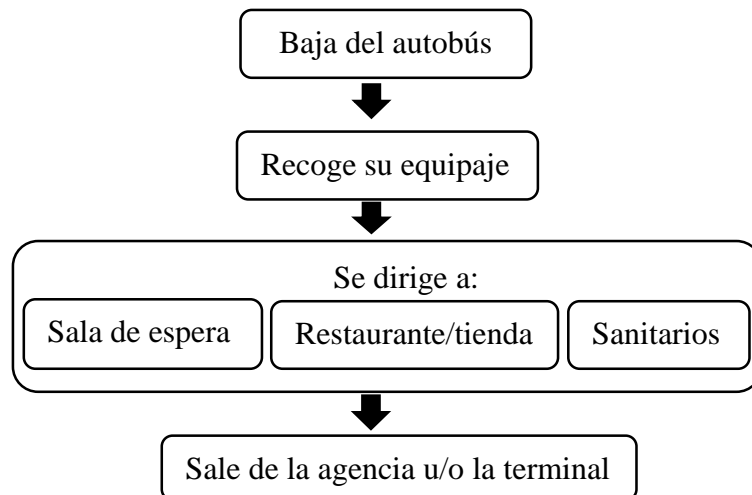 Baja del autobús
Recoge su equipaje
Se dirige a:
Sala de espera
Restaurante/tienda
Sanitarios
Sale de la agencia u/o la terminal